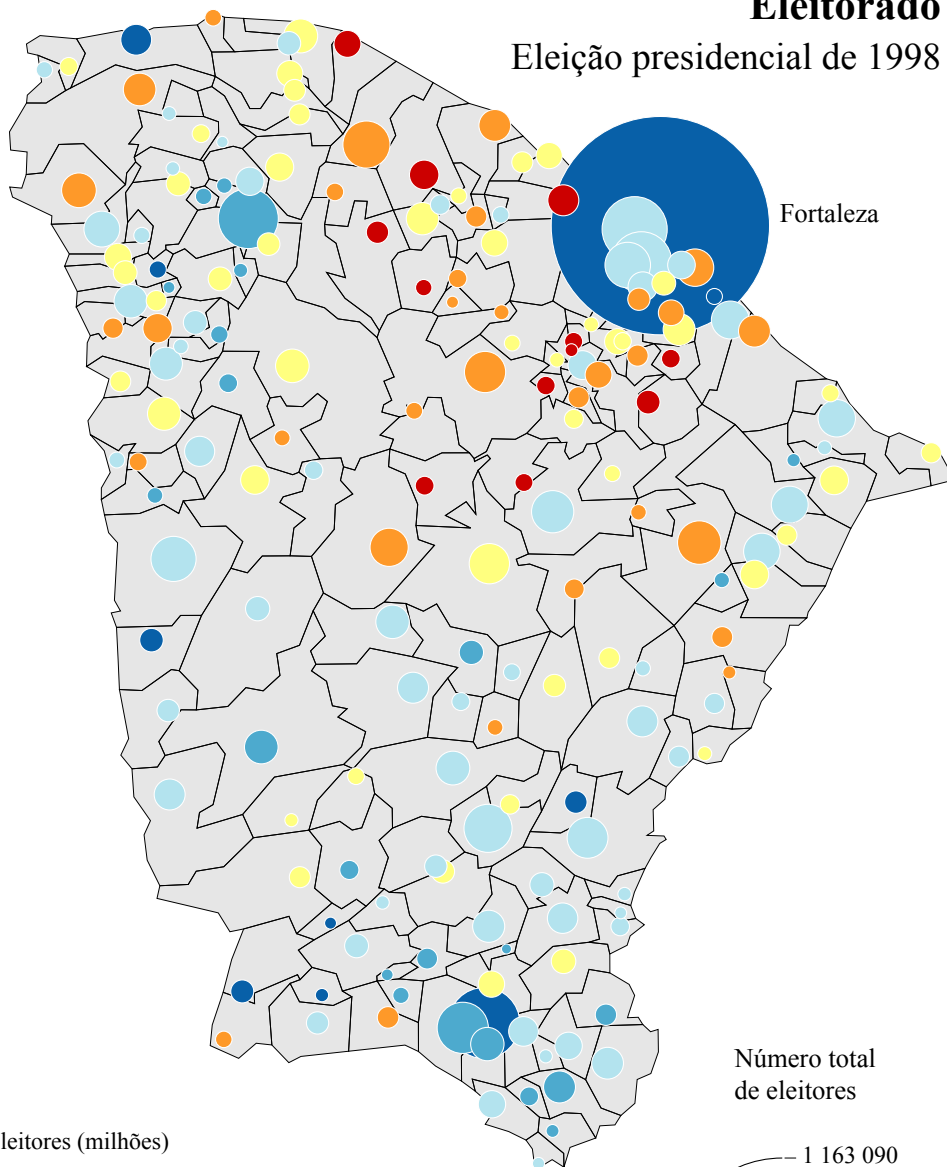 Eleitorado
Eleição presidencial de 1998
Fortaleza
Número total
de eleitores
leitores (milhões)
1 163 090